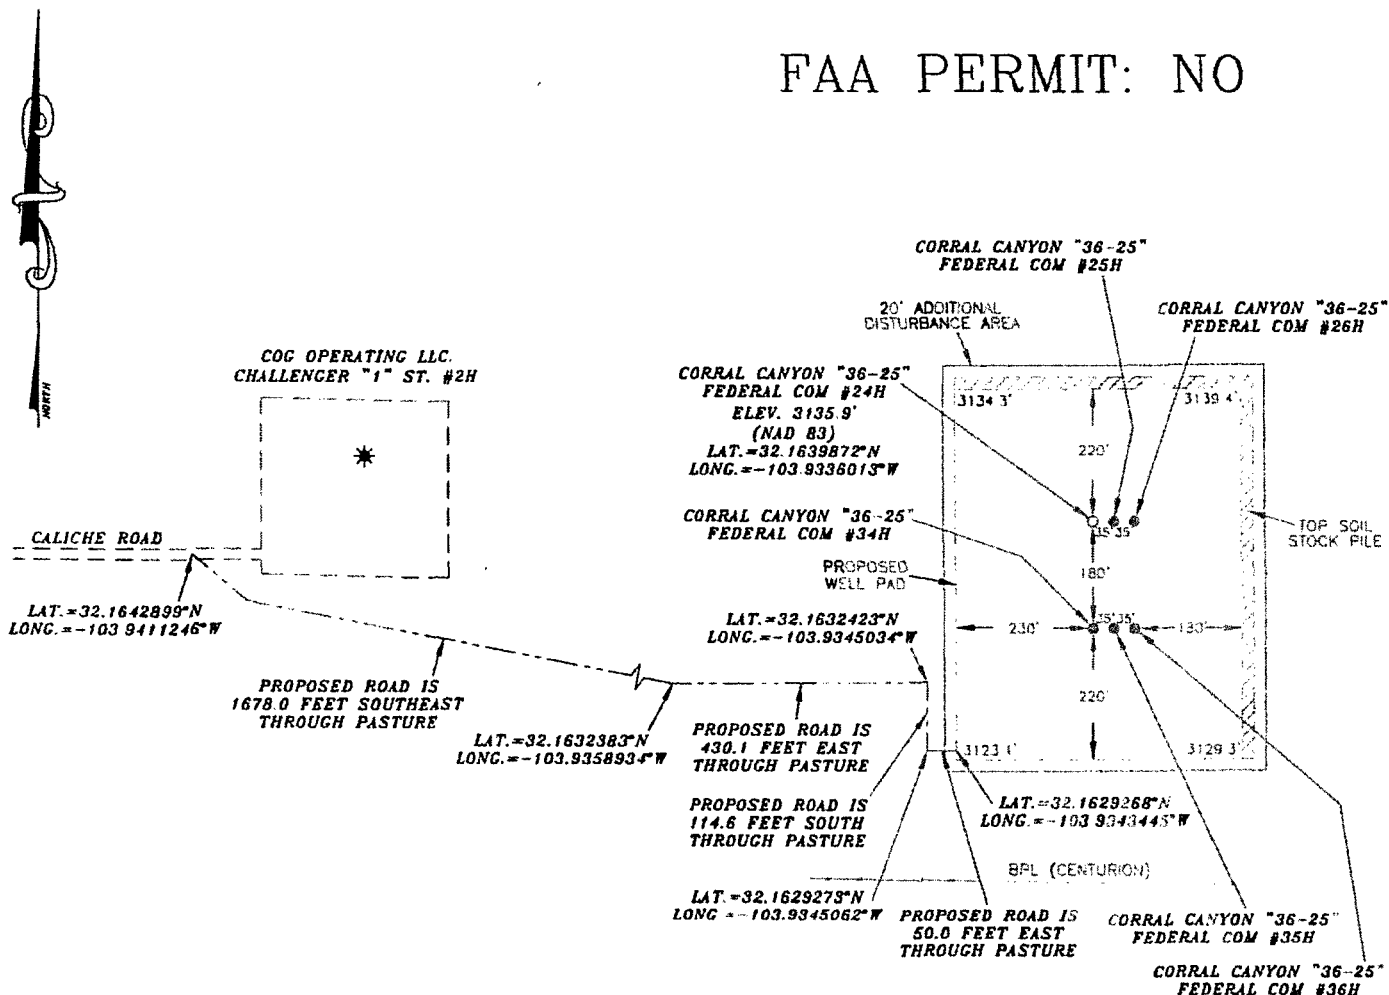 FAA PERMIT: NO
NORTH
CORRAL CANYON "36-25"
FEDERAL COM #25H
20' ADDITIONAL
DISTURBANCE AREA
CORRAL CANYON "36-25"
FEDERAL COM #26H
COG OPERATING LLC.
CHALLENGER "1" ST. #2H
CORRAL CANYON "36-25"
FEDERAL COM #24H
ELEV. 3135.9'
(NAD 83)
LAT.=32.1639872°N
LONG.=-103.9336013°W
3134.3'
3139.4'
220'
CORRAL CANYON "36-25"
FEDERAL COM #34H
35' 35'
TOP SOIL
STOCK PILE
CALICHE ROAD
PROPOSED
WELL PAD
180'
LAT.=32.1642899°N
LONG.=-103.9411246°W
LAT.=32.1632423°N
LONG.=-103.9345034°W
35' 35'
230'
130'
PROPOSED ROAD IS
1678.0 FEET SOUTHEAST
THROUGH PASTURE
220'
LAT.=32.1632383°N
LONG.=-103.9358934°W
PROPOSED ROAD IS
430.1 FEET EAST
THROUGH PASTURE
3123.1'
3129.3'
PROPOSED ROAD IS
114.6 FEET SOUTH
THROUGH PASTURE
LAT.=32.1629268°N
LONG.=-103.9343445°W
BPL (CENTURION)
LAT.=32.1629273°N
LONG =-103.9345062°W
PROPOSED ROAD IS
50.0 FEET EAST
THROUGH PASTURE
CORRAL CANYON "36-25"
FEDERAL COM #35H
CORRAL CANYON "36-25"
FEDERAL COM #36H